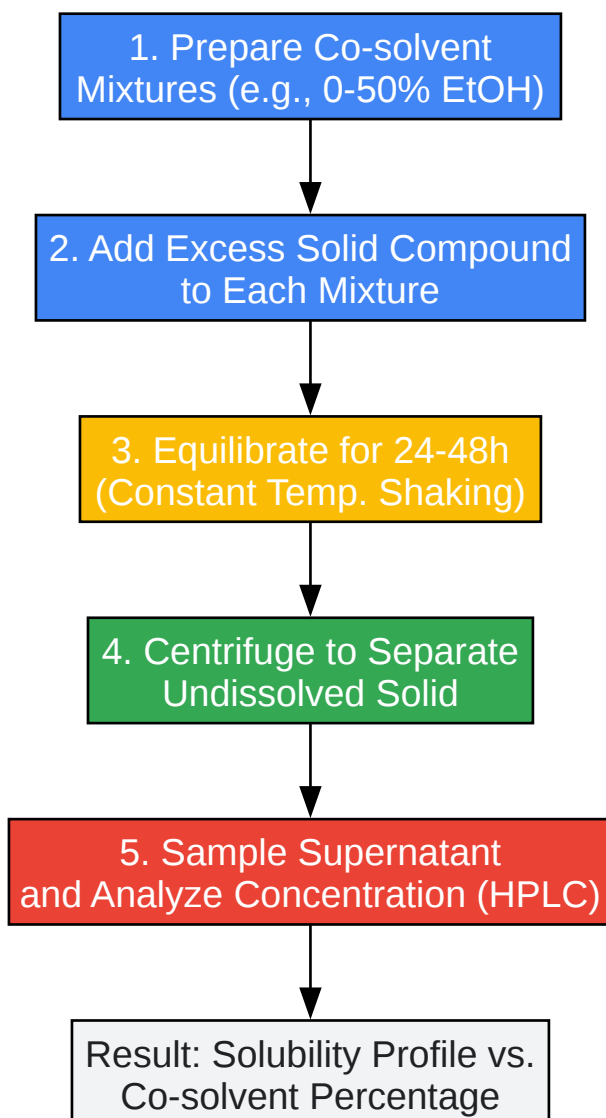 1. Prepare Co-solvent
Mixtures (e.g., 0-50% EtOH)
2. Add Excess Solid Compound
to Each Mixture
3. Equilibrate for 24-48h
(Constant Temp. Shaking)
4. Centrifuge to Separate
Undissolved Solid
5. Sample Supernatant
and Analyze Concentration (HPLC)
Result: Solubility Profile vs.
Co-solvent Percentage